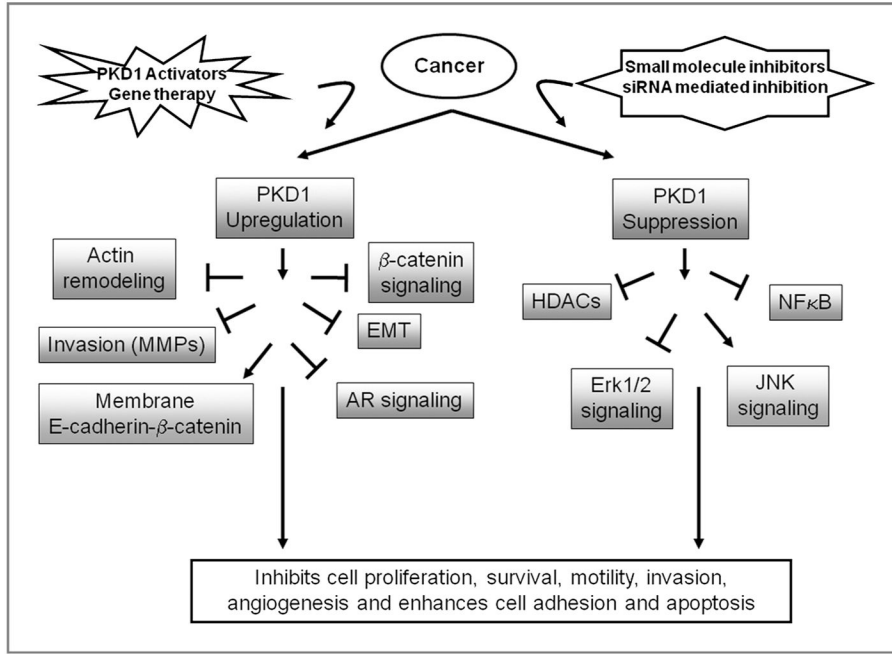 PKD1 Activators
Gene therapy
Cancer
Small molecule inhibitors
siRNA mediated inhibition
PKD1
Upregulation
PKD1
Suppression
Actin
remodeling
β-catenin
signaling
HDACs
NFκB
Invasion (MMPs)
EMT
Membrane
E-cadherin-β-catenin
AR signaling
Erk1/2
signaling
JNK
signaling
Inhibits cell proliferation, survival, motility, invasion,
angiogenesis and enhances cell adhesion and apoptosis